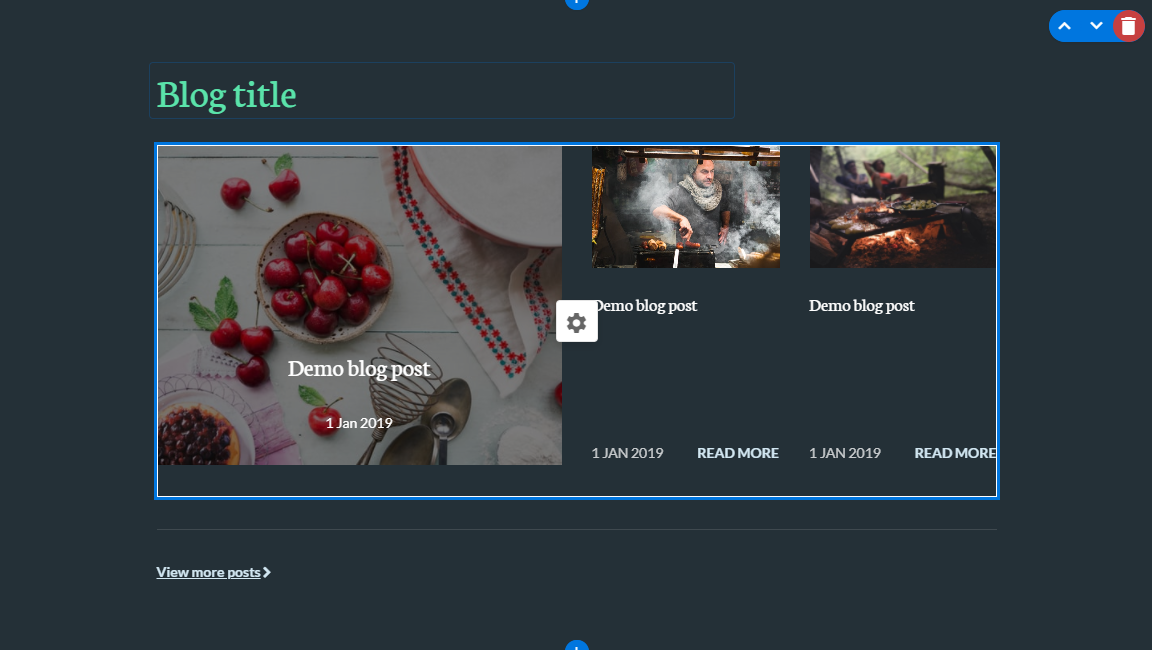 Blog title
Demo blog post
1 Jan 2019
Demo blog post
1 JAN 2019 READ MORE
Demo blog post
1 JAN 2019 READ MORE
View more posts